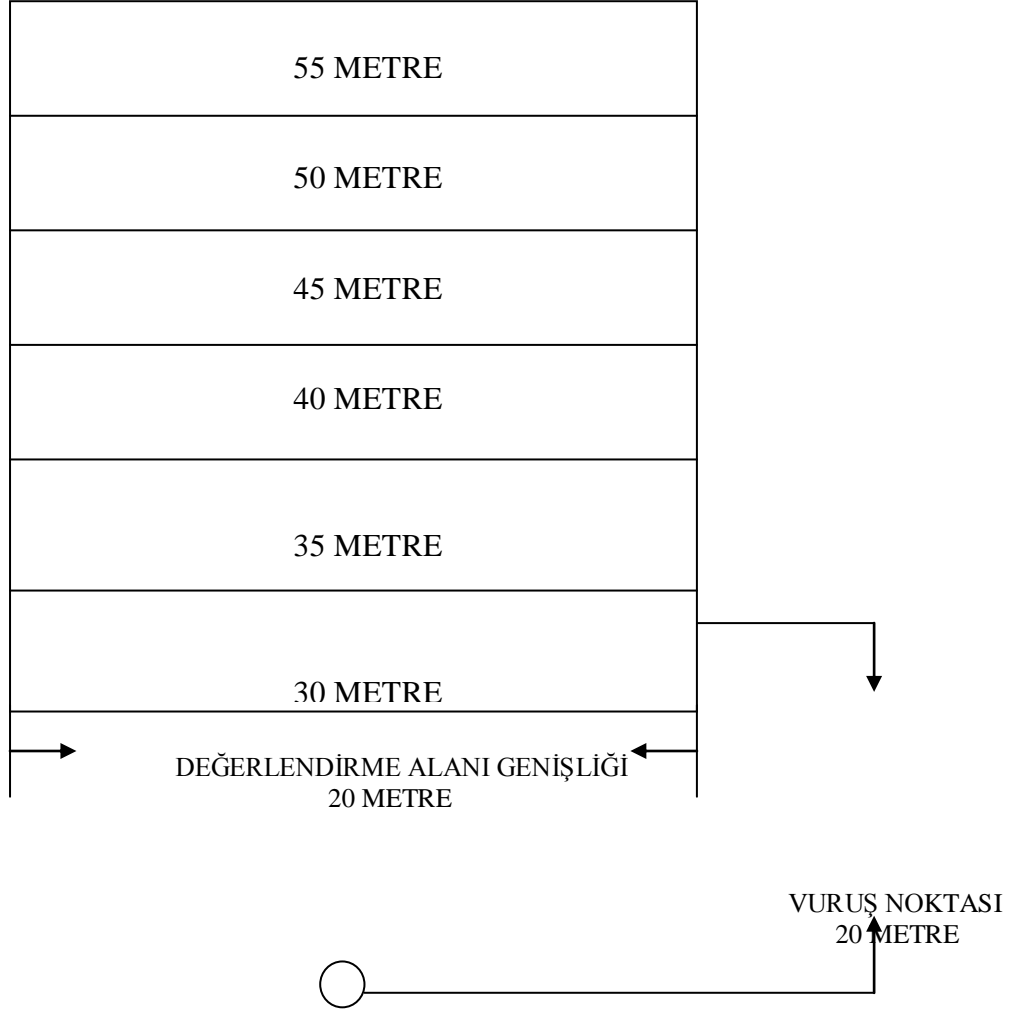 55 METRE
50 METRE
45 METRE
40 METRE
35 METRE
30 METRE
DEĞERLENDİRME ALANI GENİŞLİĞİ
20 METRE
VURUŞ NOKTASI
20 METRE